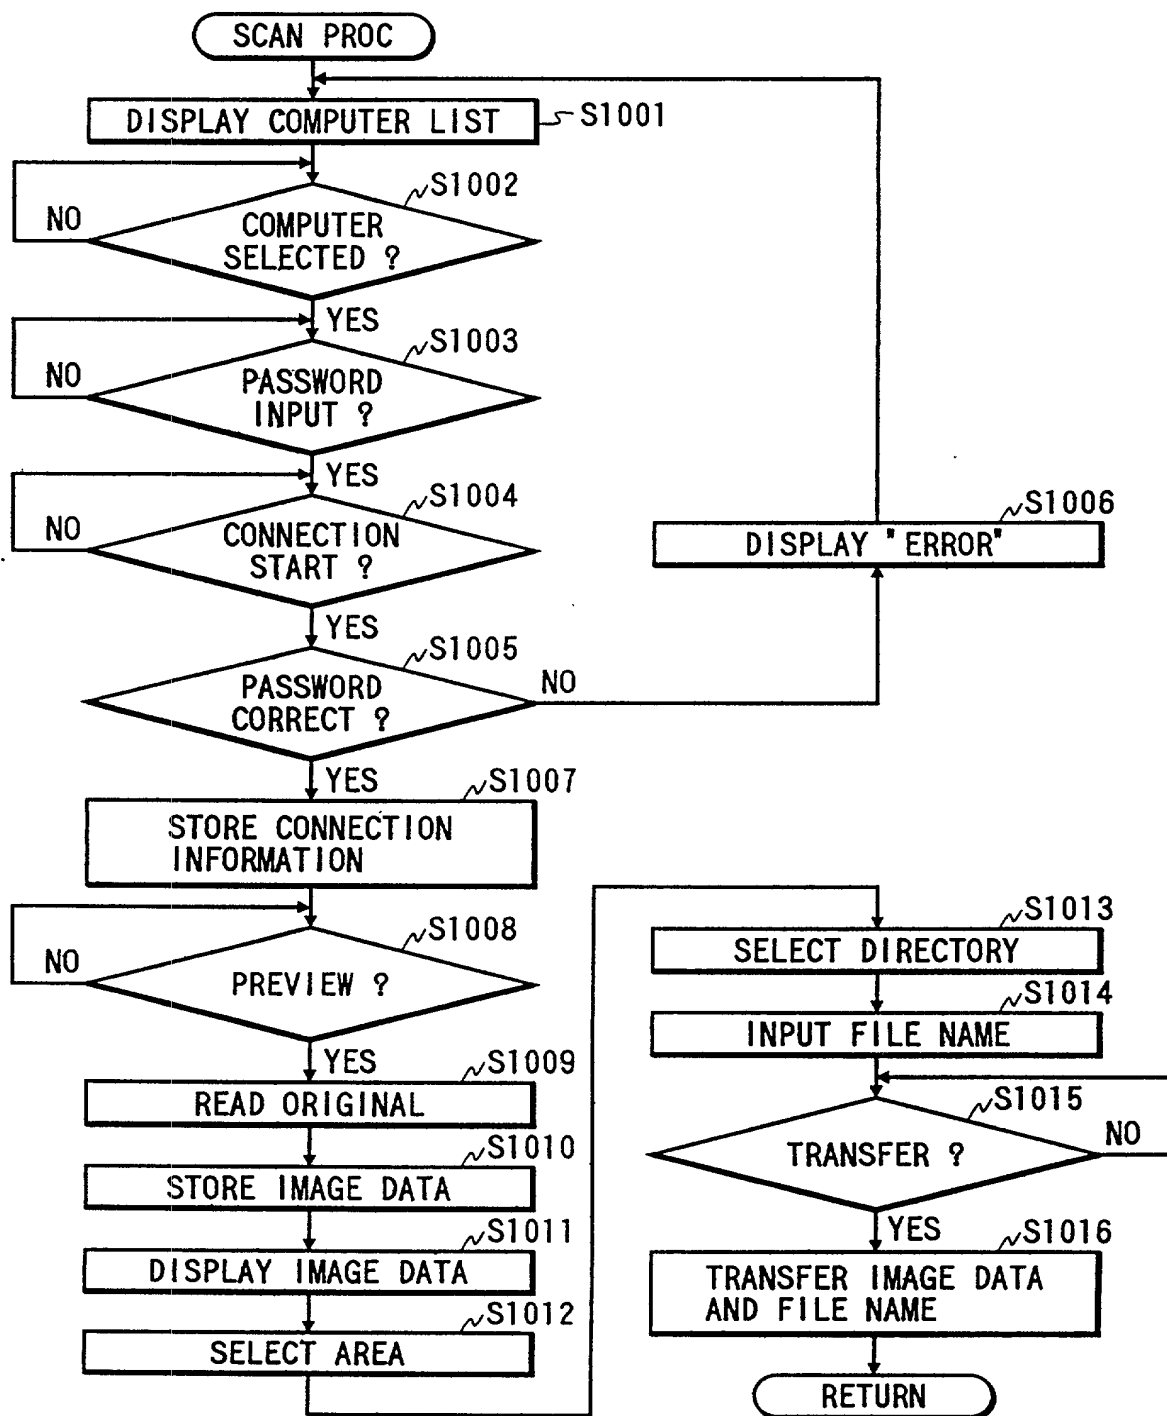 SCAN PROC
DISPLAY COMPUTER LIST
S1001
S1002
NO
COMPUTER
SELECTED ?
YES
S1003
NO
PASSWORD
INPUT ?
YES
S1004
NO
CONNECTION
START ?
YES
S1005
PASSWORD
CORRECT ?
NO
S1006
DISPLAY "ERROR"
YES
S1007
STORE CONNECTION
INFORMATION
S1008
NO
PREVIEW ?
YES
S1009
READ ORIGINAL
S1010
STORE IMAGE DATA
S1011
DISPLAY IMAGE DATA
S1012
SELECT AREA
S1013
SELECT DIRECTORY
S1014
INPUT FILE NAME
S1015
TRANSFER ?
NO
YES
S1016
TRANSFER IMAGE DATA
AND FILE NAME
RETURN